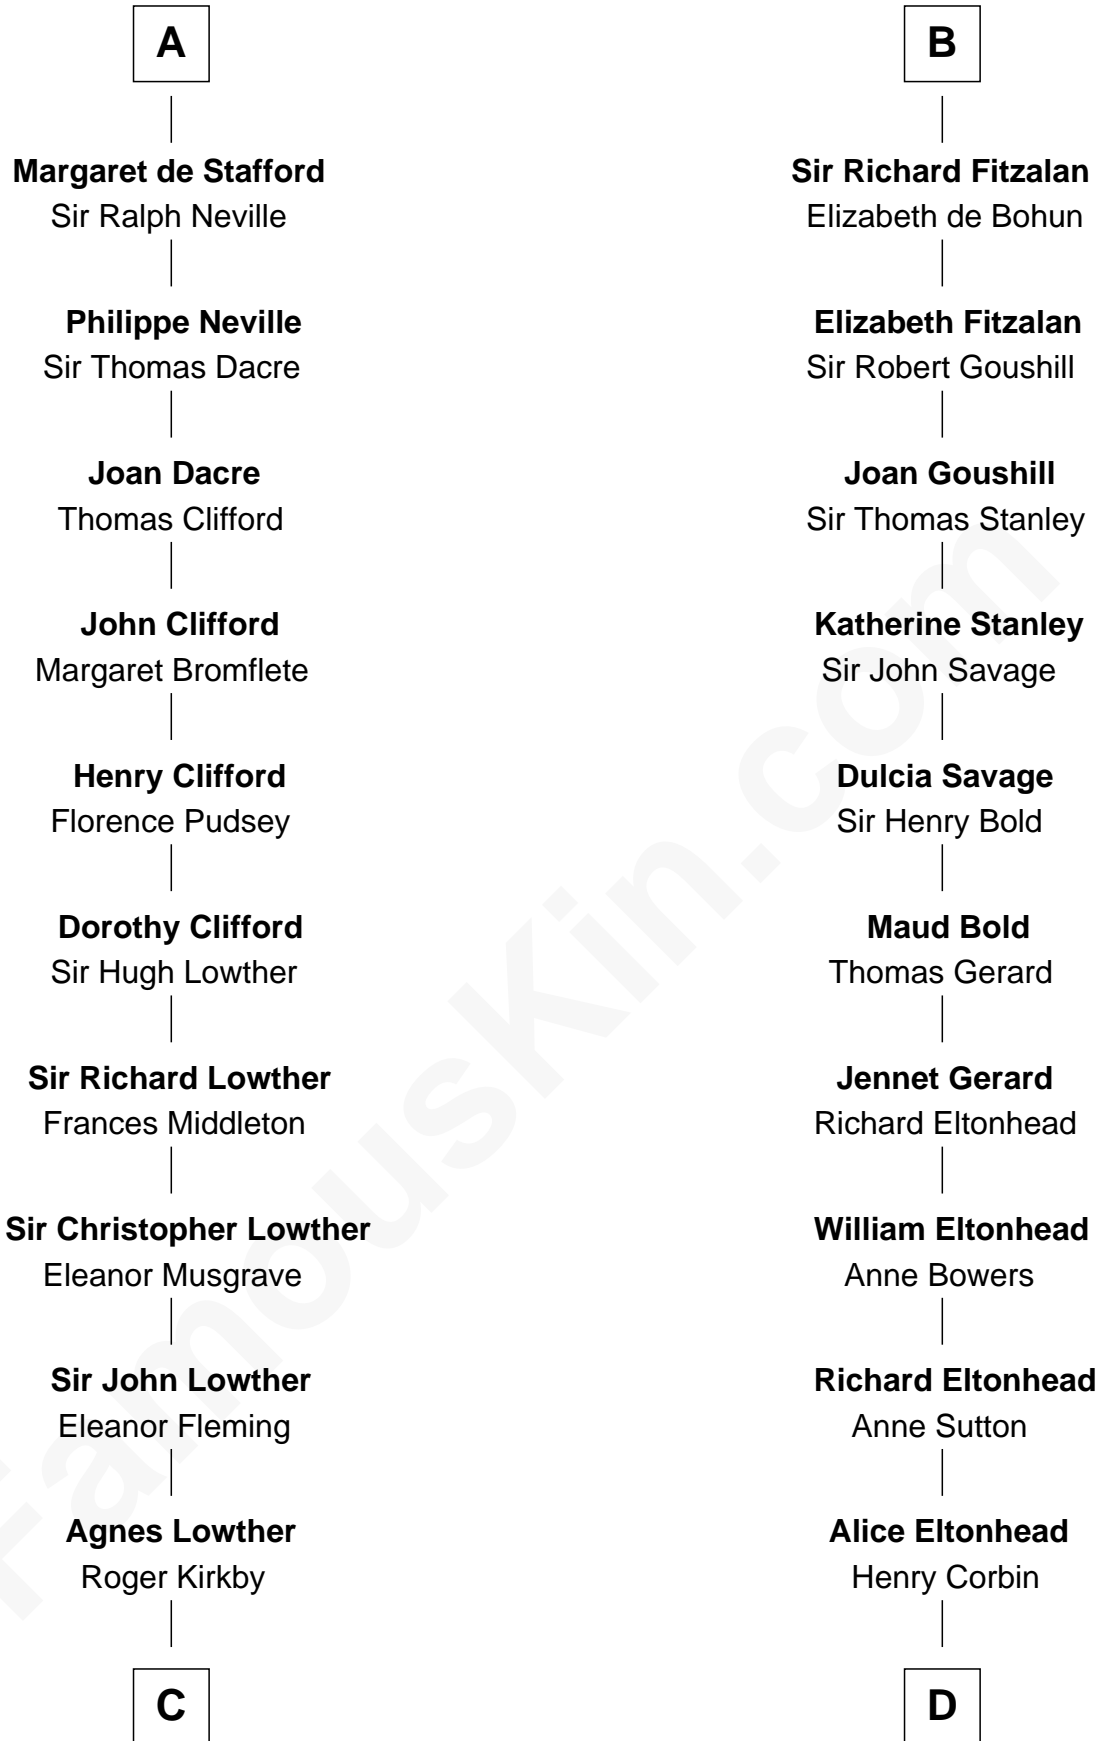 A
Margaret de Stafford
Sir Ralph Neville
Philippe Neville
Sir Thomas Dacre
Joan Dacre
Thomas Clifford
John Clifford
Margaret Bromflete
Henry Clifford
Florence Pudsey
Dorothy Clifford
Sir Hugh Lowther
Sir Richard Lowther
Frances Middleton
Sir Christopher Lowther
Eleanor Musgrave
Sir John Lowther
Eleanor Fleming
Agnes Lowther
Roger Kirkby
C
B
Sir Richard Fitzalan
Elizabeth de Bohun
Elizabeth Fitzalan
Sir Robert Goushill
Joan Goushill
Sir Thomas Stanley
Katherine Stanley
Sir John Savage
Dulcia Savage
Sir Henry Bold
Maud Bold
Thomas Gerard
Jennet Gerard
Richard Eltonhead
William Eltonhead
Anne Bowers
Richard Eltonhead
Anne Sutton
Alice Eltonhead
Henry Corbin
D
FamousKin.com